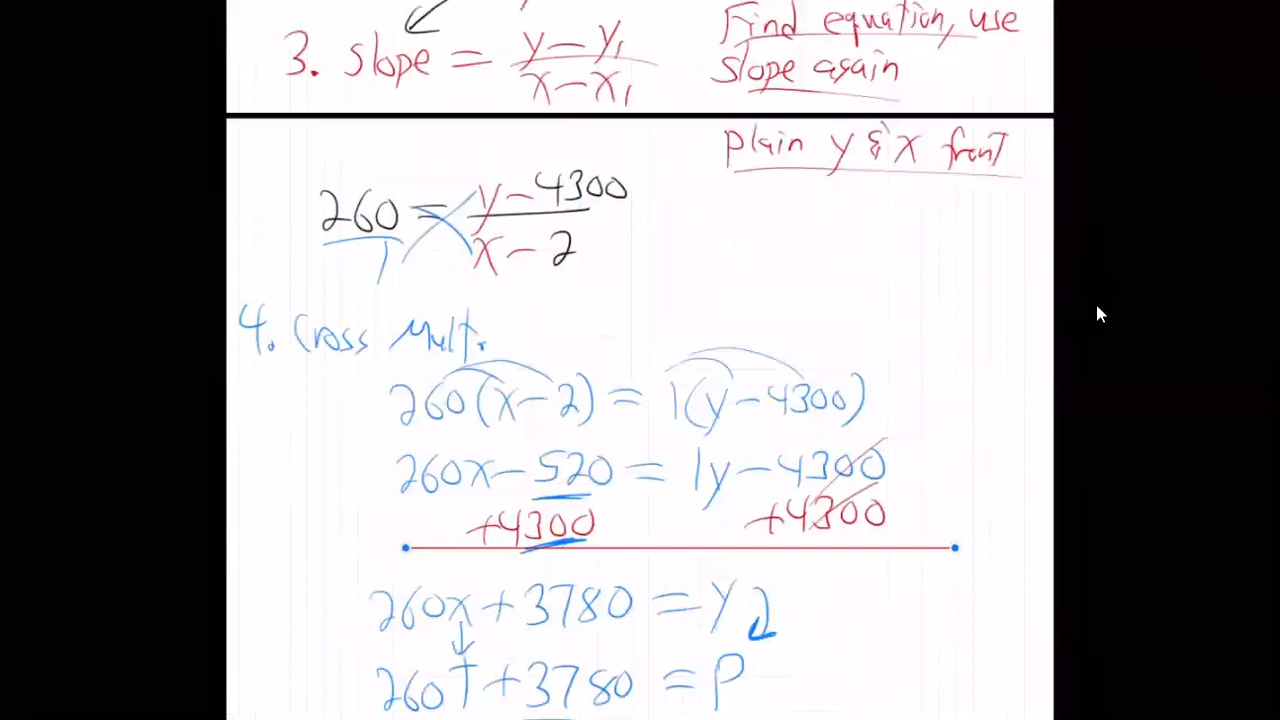 3. slope = y - y₁ / x - x₁
Find equation, use
slope again
Plain y & x front
260/1 = y - 4300 / x - 2
4. Cross Mult.
260(x - 2) = 1(y - 4300)
260x - 520 = 1y - 4300
+4300 +4300
260x + 3780 = y
260T + 3780 = P